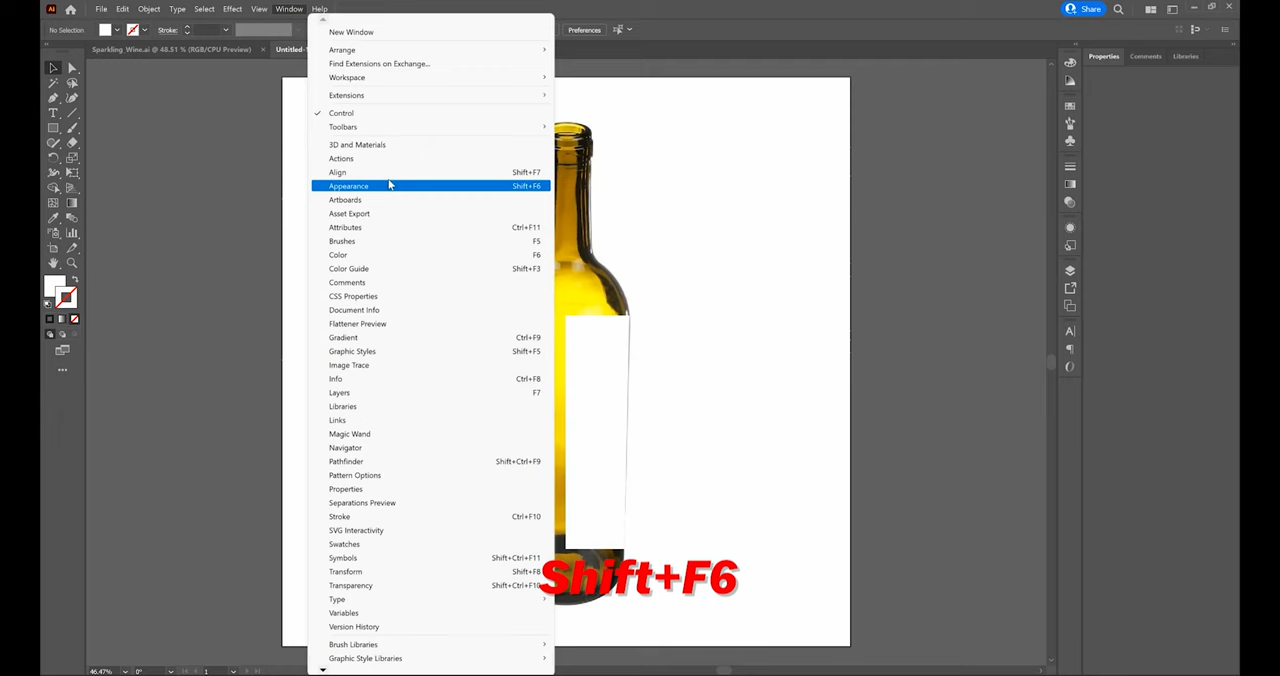 Ai File Edit Object Type Select Effect View Window Help Share
No Selection Stroke: Preferences
Sparkling_Wine.ai @ 48.51 % (RGB/CPU Preview) × Untitled-
Properties Comments Libraries
New Window
Arrange
Find Extensions on Exchange...
Workspace
Extensions
Control
Toolbars
3D and Materials
Actions
Align Shift+F7
Appearance Shift+F6
Artboards
Asset Export
Attributes Ctrl+F11
Brushes F5
Color F6
Color Guide Shift+F3
Comments
CSS Properties
Document Info
Flattener Preview
Gradient Ctrl+F9
Graphic Styles Shift+F5
Image Trace
Info Ctrl+F8
Layers F7
Libraries
Links
Magic Wand
Navigator
Pathfinder Shift+Ctrl+F9
Pattern Options
Properties
Separations Preview
Stroke Ctrl+F10
SVG Interactivity
Swatches
Symbols Shift+Ctrl+F11
Transform Shift+F8
Transparency Shift+Ctrl+F10
Shift+F6
Type
Variables
Version History
Brush Libraries
Graphic Style Libraries
46.47% 0° 1